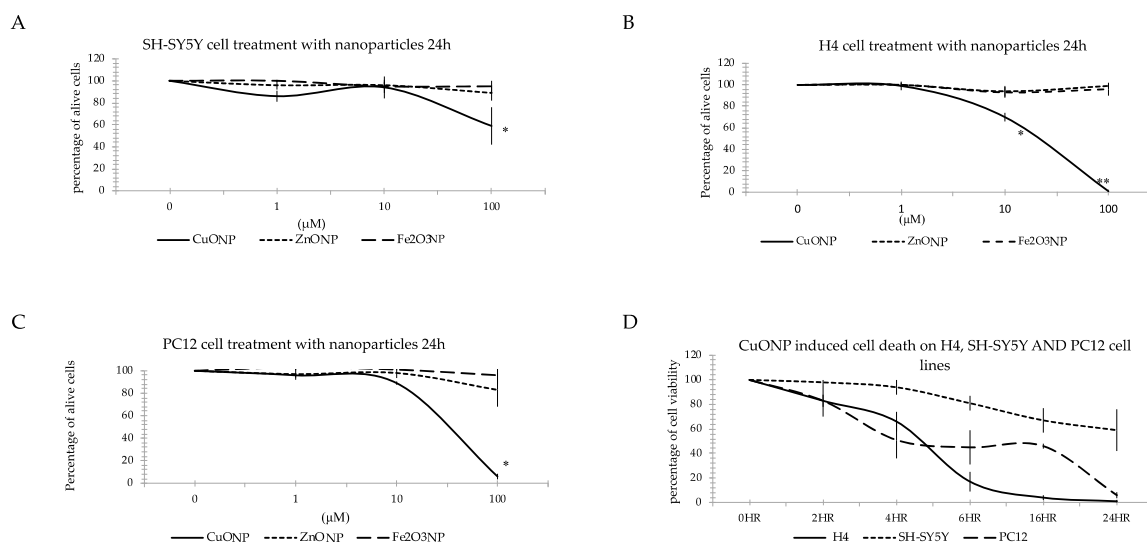 A
SH-SY5Y cell treatment with nanoparticles 24h
percentage of alive cells
120
100
80
60
40
20
0
*
0 1 10 100
(μM)
CuONP ZnONP Fe2O3NP
B
H4 cell treatment with nanoparticles 24h
Percentage of alive cells
120
100
80
60
40
20
0
*
**
0 1 10 100
(μM)
CuONP ZnONP Fe2O3NP
C
PC12 cell treatment with nanoparticles 24h
Percentage of alive cells
100
80
60
40
20
0
*
0 1 10 100
(μM)
CuONP ZnONP Fe2O3NP
D
CuONP induced cell death on H4, SH-SY5Y AND PC12 cell
lines
percentage of cell viability
120
100
80
60
40
20
0
0HR 2HR 4HR 6HR 16HR 24HR
H4 SH-SY5Y PC12